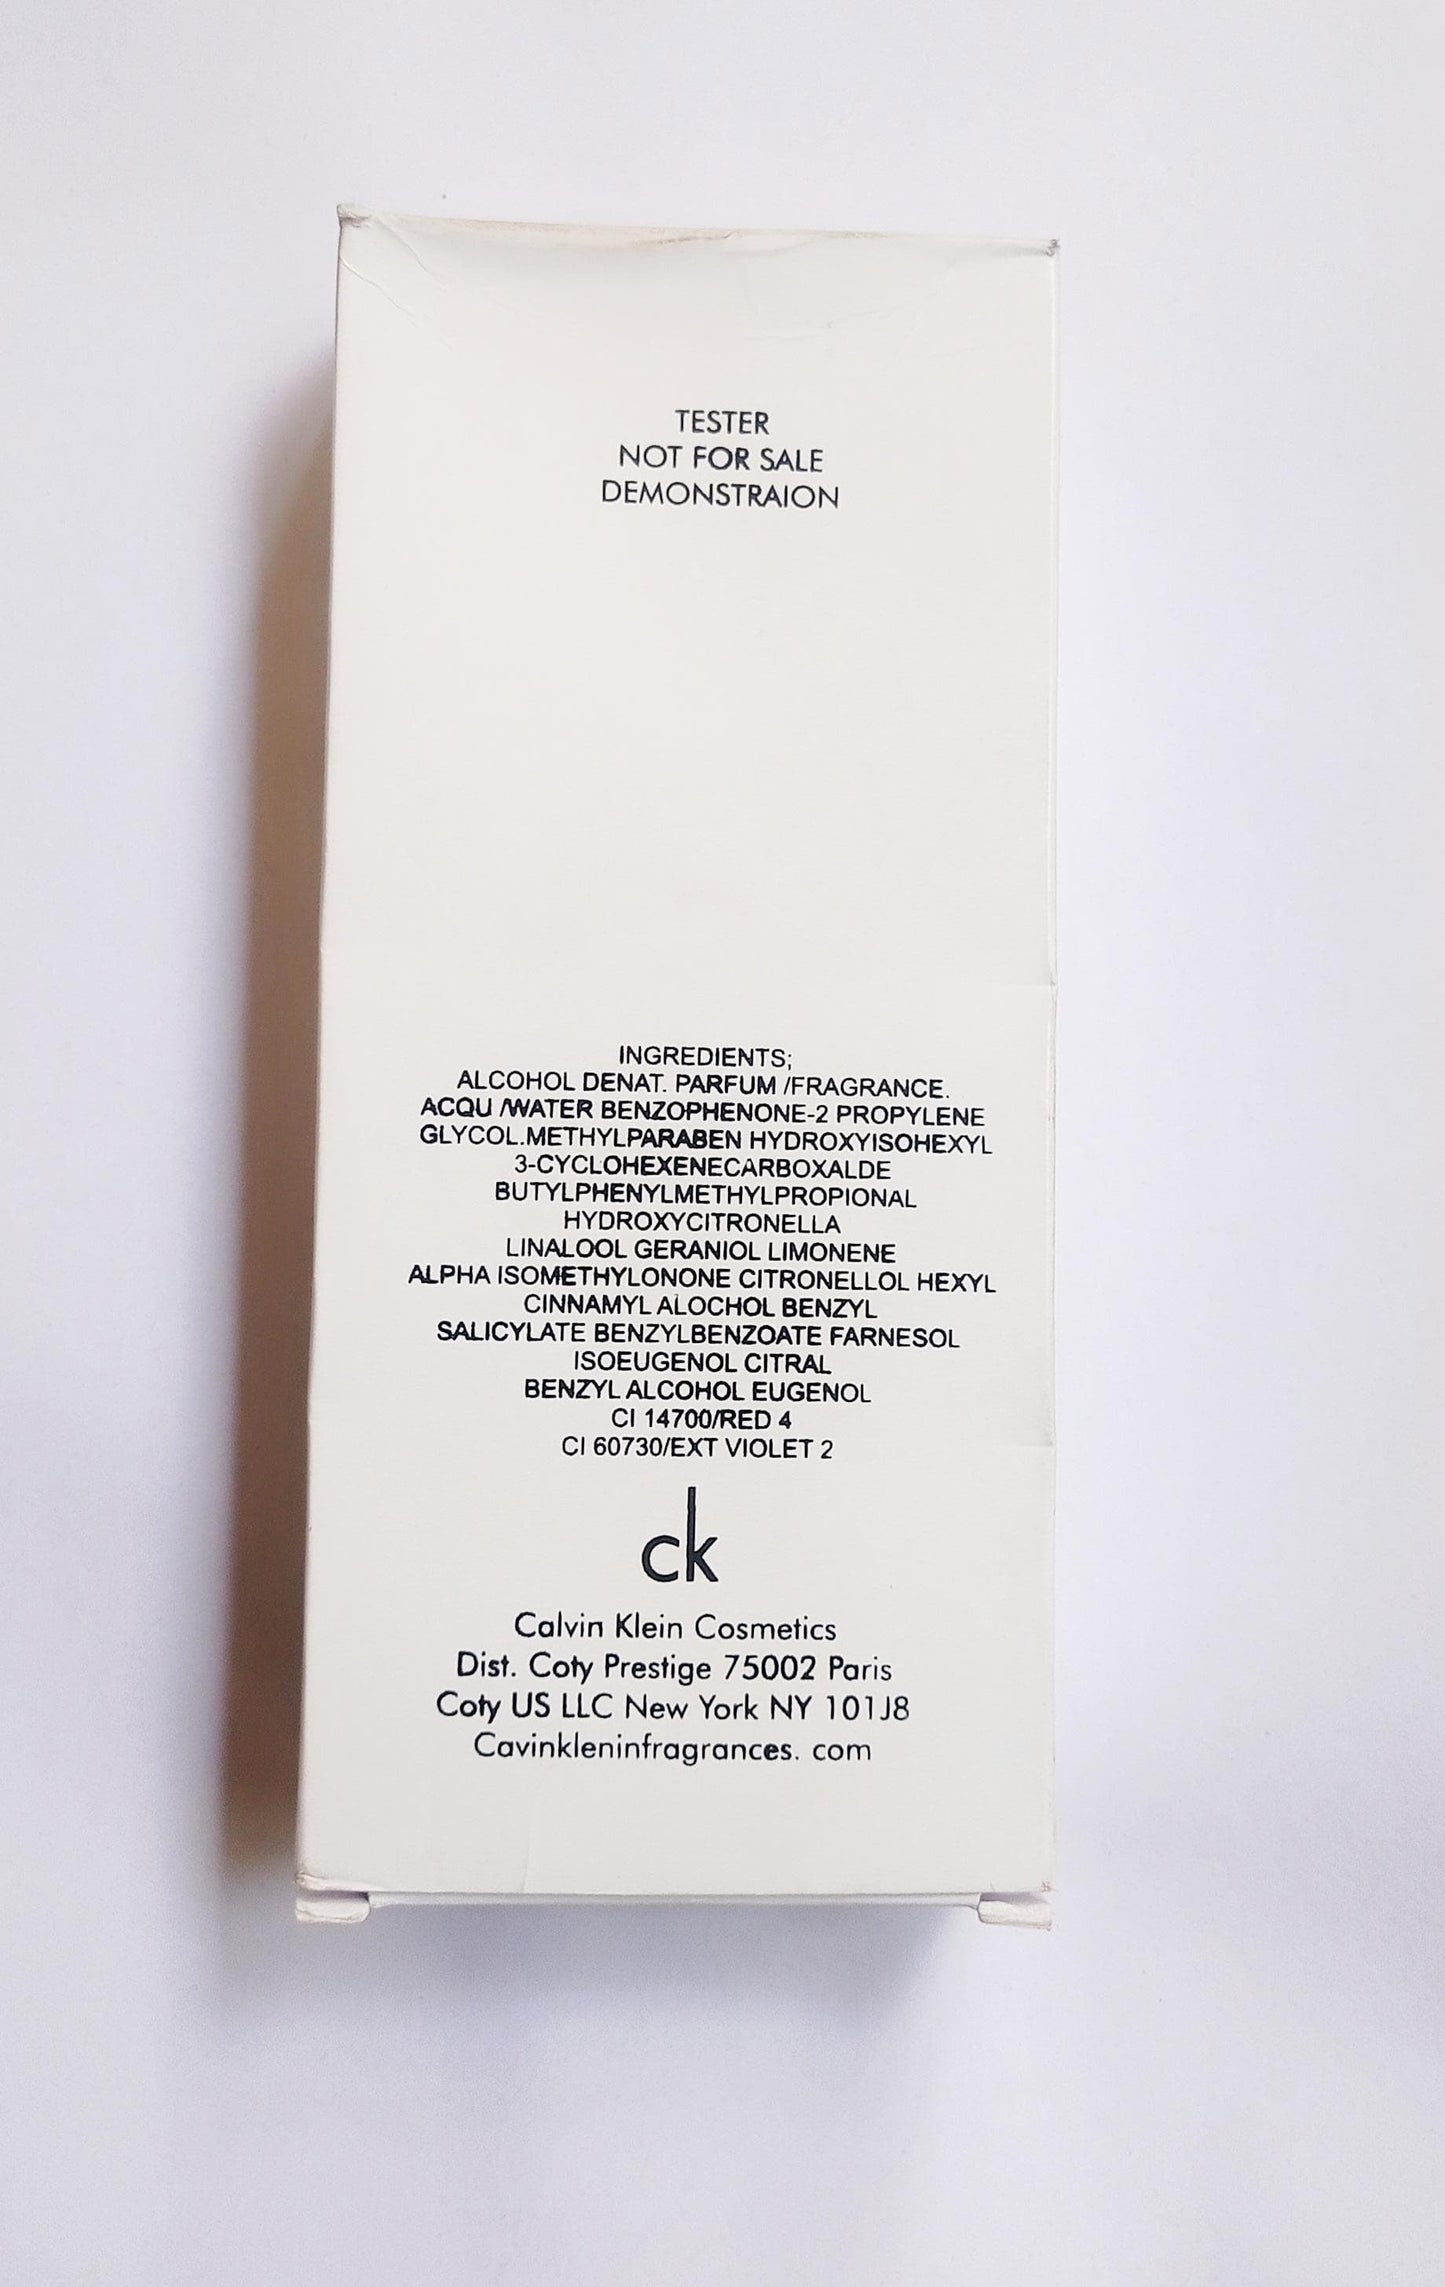 TESTER
NOT FOR SALE
DEMONSTRAION
INGREDIENTS;
ALCOHOL DENAT. PARFUM /FRAGRANCE.
ACQU /WATER BENZOPHENONE-2 PROPYLENE
GLYCOL.METHYLPARABEN HYDROXYISOHEXYL
3-CYCLOHEXENECARBOXALDE
BUTYLPHENYLMETHYLPROPIONAL
HYDROXYCITRONELLA
LINALOOL GERANIOL LIMONENE
ALPHA ISOMETHYLONONE CITRONELLOL HEXYL
CINNAMYL ALOCHOL BENZYL
SALICYLATE BENZYLBENZOATE FARNESOL
ISOEUGENOL CITRAL
BENZYL ALCOHOL EUGENOL
CI 14700/RED 4
CI 60730/EXT VIOLET 2
ck
Calvin Klein Cosmetics
Dist. Coty Prestige 75002 Paris
Coty US LLC New York NY 101J8
Cavinkleninfragrances. com